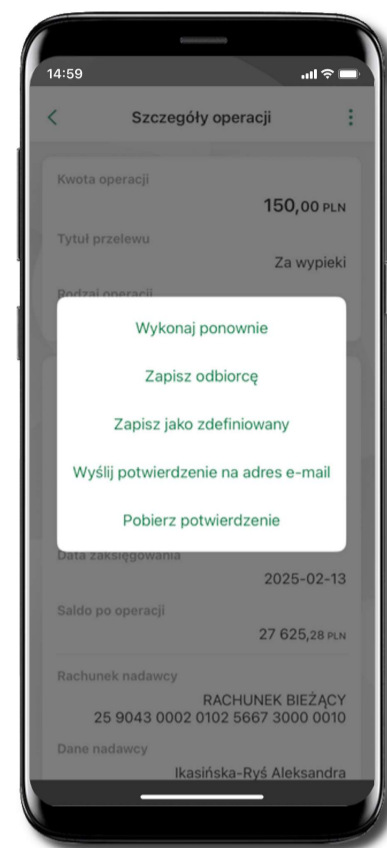 14:59
Szczegóły operacji
Kwota operacji
150,00 PLN
Tytuł przelewu
Za wypieki
Rodzaj operacji
Wykonaj ponownie
Zapisz odbiorcę
Zapisz jako zdefiniowany
Wyślij potwierdzenie na adres e-mail
Pobierz potwierdzenie
Data zaksięgowania
2025-02-13
Saldo po operacji
27 625,28 PLN
Rachunek nadawcy
RACHUNEK BIEŻĄCY
25 9043 0002 0102 5667 3000 0010
Dane nadawcy
Ikasińska-Ryś Aleksandra